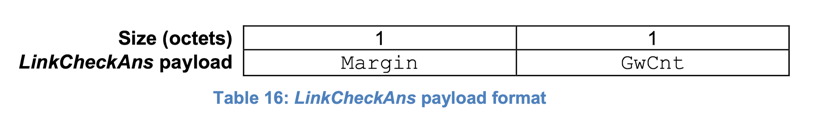 Size (octets) 1 1
LinkCheckAns payload Margin GwCnt
Table 16: LinkCheckAns payload format